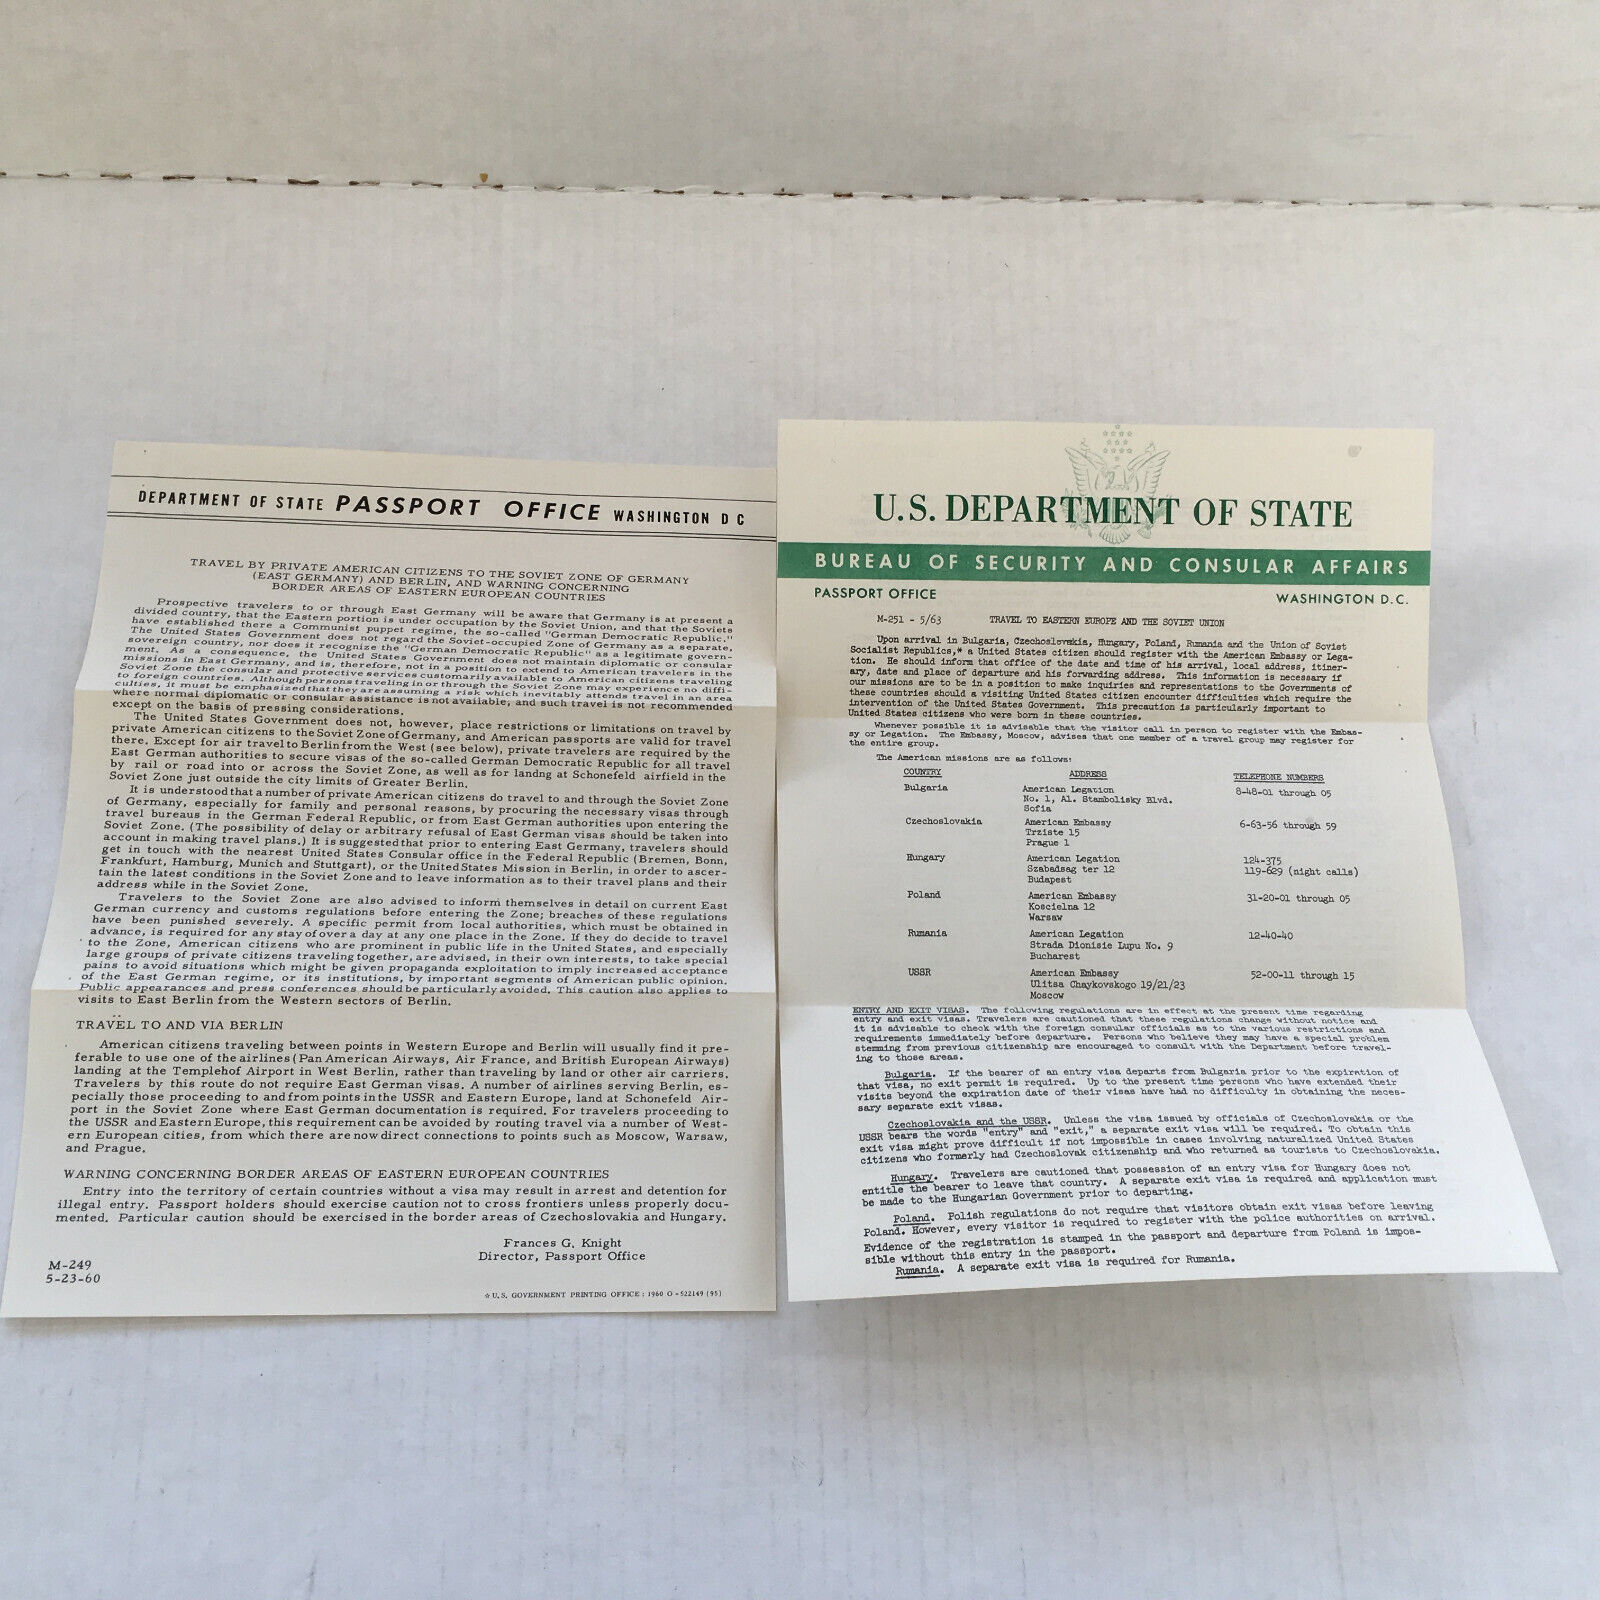 DEPARTMENT OF STATE PASSPORT OFFICE WASHINGTON D C
TRAVEL BY PRIVATE AMERICAN CITIZENS TO THE SOVIET ZONE OF GERMANY
(EAST GERMANY) AND BERLIN, AND WARNING CONCERNING
BORDER AREAS OF EASTERN EUROPEAN COUNTRIES
Prospective travelers to or through East Germany will be aware that Germany is at present a
divided country, that the Eastern portion is under occupation by the Soviet Union, and that the Soviets
have established there a Communist puppet regime, the so-called "German Democratic Republic."
The United States Government does not regard the Soviet-occupied Zone of Germany as a separate,
sovereign country, nor does it recognize the "German Democratic Republic" as a legitimate govern-
ment. As a consequence, the United States Government does not maintain diplomatic or consular
missions in East Germany, and is, therefore, not in a position to extend to American travelers in the
Soviet Zone the consular and protective services customarily available to American citizens traveling
to foreign countries. Although persons traveling in or through the Soviet Zone may experience no diffi-
culties, it must be emphasized that they are assuming a risk which inevitably attends travel in an area
where normal diplomatic or consular assistance is not available, and such travel is not recommended
except on the basis of pressing considerations.
The United States Government does not, however, place restrictions or limitations on travel by
private American citizens to the Soviet Zone of Germany, and American passports are valid for travel
there. Except for air travel to Berlin from the West (see below), private travelers are required by the
East German authorities to secure visas of the so-called German Democratic Republic for all travel
by rail or road into or across the Soviet Zone, as well as for landng at Schonefeld airfield in the
Soviet Zone just outside the city limits of Greater Berlin.
It is understood that a number of private American citizens do travel to and through the Soviet Zone
of Germany, especially for family and personal reasons, by procuring the necessary visas through
travel bureaus in the German Federal Republic, or from East German authorities upon entering the
Soviet Zone. (The possibility of delay or arbitrary refusal of East German visas should be taken into
account in making travel plans.) It is suggested that prior to entering East Germany, travelers should
get in touch with the nearest United States Consular office in the Federal Republic (Bremen, Bonn,
Frankfurt, Hamburg, Munich and Stuttgart), or the United States Mission in Berlin, in order to ascer-
tain the latest conditions in the Soviet Zone and to leave information as to their travel plans and their
address while in the Soviet Zone.
Travelers to the Soviet Zone are also advised to inform themselves in detail on current East
German currency and customs regulations before entering the Zone; breaches of these regulations
have been punished severely. A specific permit from local authorities, which must be obtained in
advance, is required for any stay of over a day at any one place in the Zone. If they do decide to travel
to the Zone, American citizens who are prominent in public life in the United States, and especially
large groups of private citizens traveling together, are advised, in their own interests, to take special
pains to avoid situations which might be given propaganda exploitation to imply increased acceptance
of the East German regime, or its institutions, by important segments of American public opinion.
Public appearances and press conferences should be particularly avoided. This caution also applies to
visits to East Berlin from the Western sectors of Berlin.
TRAVEL TO AND VIA BERLIN
American citizens traveling between points in Western Europe and Berlin will usually find it pre-
ferable to use one of the airlines (Pan American Airways, Air France, and British European Airways)
landing at the Templehof Airport in West Berlin, rather than traveling by land or other air carriers.
Travelers by this route do not require East German visas. A number of airlines serving Berlin, es-
pecially those proceeding to and from points in the USSR and Eastern Europe, land at Schonefeld Air-
port in the Soviet Zone where East German documentation is required. For travelers proceeding to
the USSR and Eastern Europe, this requirement can be avoided by routing travel via a number of West-
ern European cities, from which there are now direct connections to points such as Moscow, Warsaw,
and Prague.
WARNING CONCERNING BORDER AREAS OF EASTERN EUROPEAN COUNTRIES
Entry into the territory of certain countries without a visa may result in arrest and detention for
illegal entry. Passport holders should exercise caution not to cross frontiers unless properly docu-
mented. Particular caution should be exercised in the border areas of Czechoslovakia and Hungary.
Frances G. Knight
Director, Passport Office
M-249
5-23-60
☆ U.S. GOVERNMENT PRINTING OFFICE : 1960 O - 522149 (95)
U.S. DEPARTMENT OF STATE
BUREAU OF SECURITY AND CONSULAR AFFAIRS
PASSPORT OFFICE WASHINGTON D.C.
M-251 - 5/63 TRAVEL TO EASTERN EUROPE AND THE SOVIET UNION
Upon arrival in Bulgaria, Czechoslovakia, Hungary, Poland, Rumania and the Union of Soviet
Socialist Republics,* a United States citizen should register with the American Embassy or Lega-
tion. He should inform that office of the date and time of his arrival, local address, itiner-
ary, date and place of departure and his forwarding address. This information is necessary if
our missions are to be in a position to make inquiries and representations to the Governments of
these countries should a visiting United States citizen encounter difficulties which require the
intervention of the United States Government. This precaution is particularly important to
United States citizens who were born in these countries.
Whenever possible it is advisable that the visitor call in person to register with the Embas-
sy or Legation. The Embassy, Moscow, advises that one member of a travel group may register for
the entire group.
The American missions are as follows:
COUNTRY ADDRESS TELEPHONE NUMBERS
Bulgaria American Legation 8-48-01 through 05
No. 1, Al. Stambolisky Blvd.
Sofia
Czechoslovakia American Embassy 6-63-56 through 59
Trziste 15
Prague 1
Hungary American Legation 124-375
Szabadsag ter 12 119-629 (night calls)
Budapest
Poland American Embassy 31-20-01 through 05
Koscielna 12
Warsaw
Rumania American Legation 12-40-40
Strada Dionisie Lupu No. 9
Bucharest
USSR American Embassy 52-00-11 through 15
Ulitsa Chaykovskogo 19/21/23
Moscow
ENTRY AND EXIT VISAS. The following regulations are in effect at the present time regarding
entry and exit visas. Travelers are cautioned that these regulations change without notice and
it is advisable to check with the foreign consular officials as to the various restrictions and
requirements immediately before departure. Persons who believe they may have a special problem
stemming from previous citizenship are encouraged to consult with the Department before travel-
ing to those areas.
Bulgaria. If the bearer of an entry visa departs from Bulgaria prior to the expiration of
that visa, no exit permit is required. Up to the present time persons who have extended their
visits beyond the expiration date of their visas have had no difficulty in obtaining the neces-
sary separate exit visas.
Czechoslovakia and the USSR. Unless the visa issued by officials of Czechoslovakia or the
USSR bears the words "entry" and "exit," a separate exit visa will be required. To obtain this
exit visa might prove difficult if not impossible in cases involving naturalized United States
citizens who formerly had Czechoslovak citizenship and who returned as tourists to Czechoslovakia.
Hungary. Travelers are cautioned that possession of an entry visa for Hungary does not
entitle the bearer to leave that country. A separate exit visa is required and application must
be made to the Hungarian Government prior to departing.
Poland. Polish regulations do not require that visitors obtain exit visas before leaving
Poland. However, every visitor is required to register with the police authorities on arrival.
Evidence of the registration is stamped in the passport and departure from Poland is impos-
sible without this entry in the passport.
Rumania. A separate exit visa is required for Rumania.